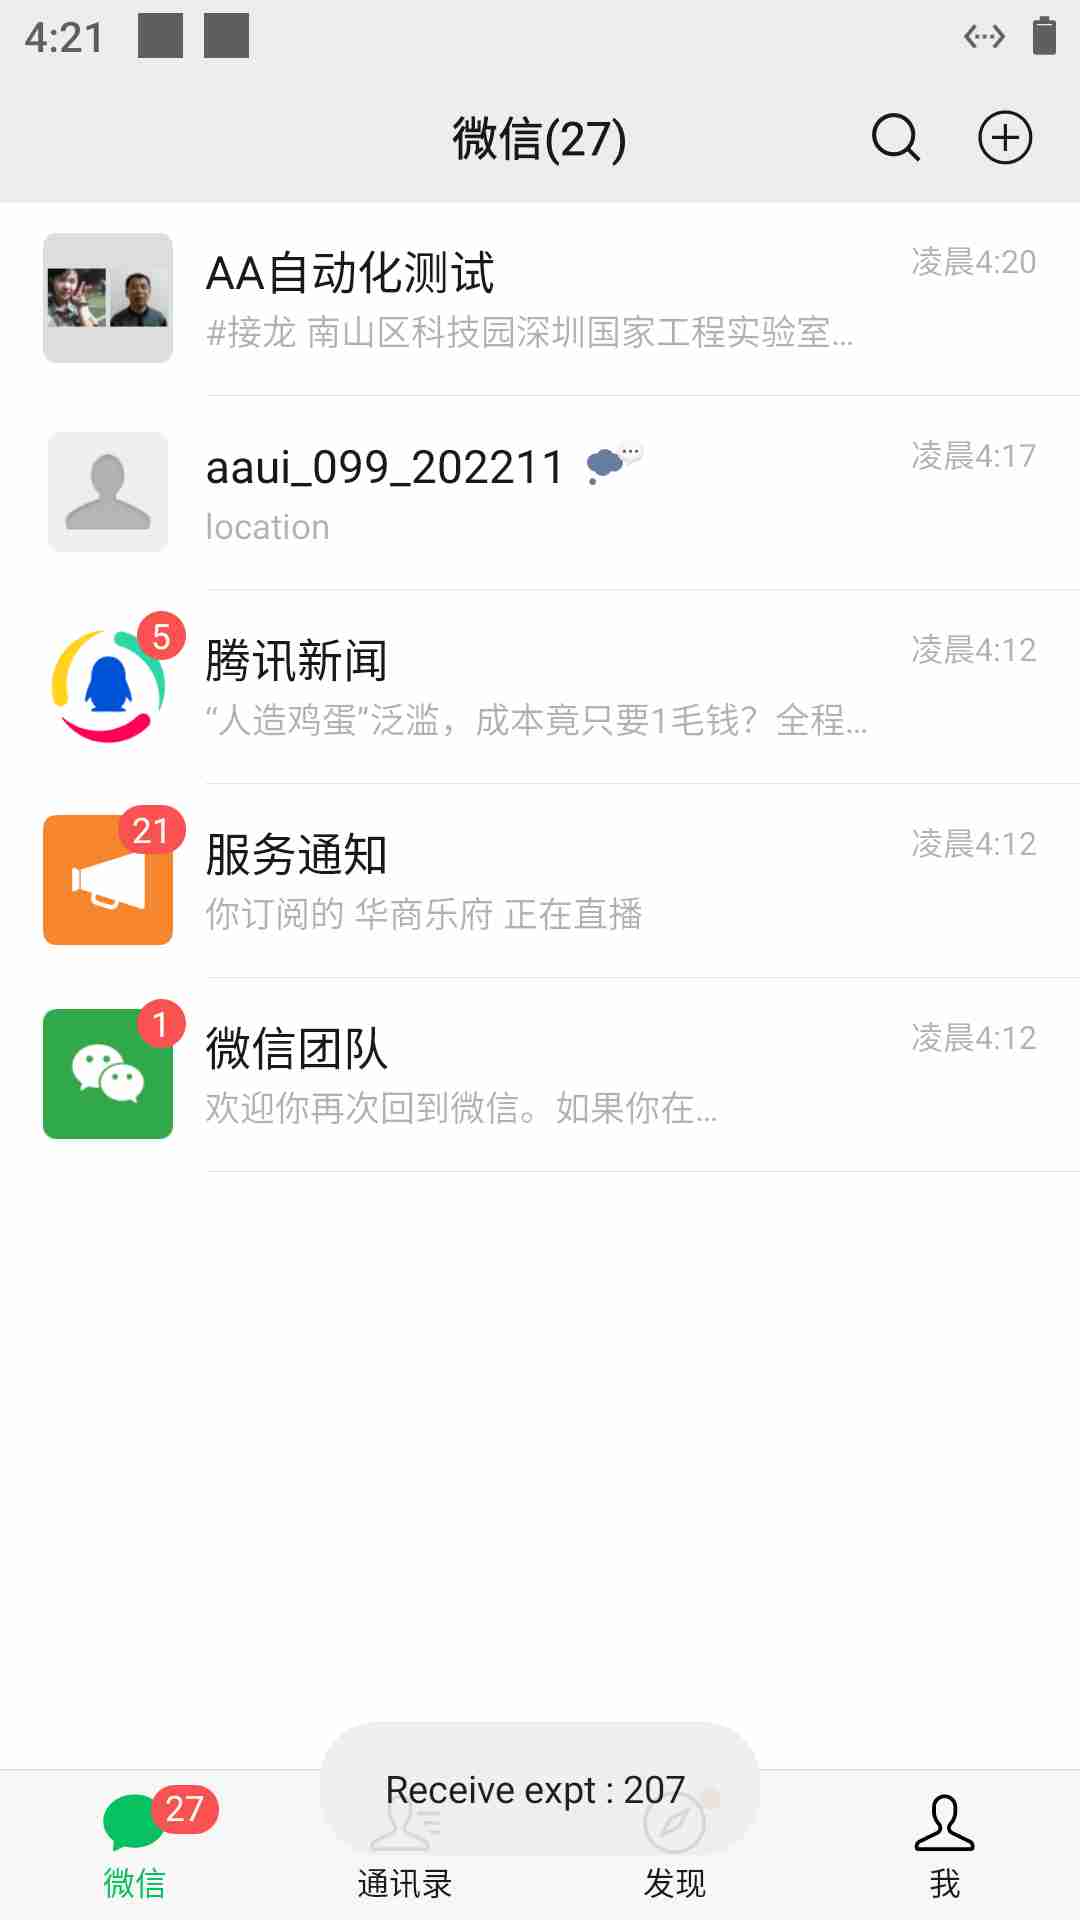 4:21
微信(27)
AA自动化测试
凌晨4:20
#接龙 南山区科技园深圳国家工程实验室...
aaui_099_202211
凌晨4:17
location
5
腾讯新闻
凌晨4:12
“人造鸡蛋”泛滥，成本竟只要1毛钱？全程...
21
服务通知
凌晨4:12
你订阅的 华商乐府 正在直播
1
微信团队
凌晨4:12
欢迎你再次回到微信。如果你在...
Receive expt : 207
27
微信
通讯录
发现
我